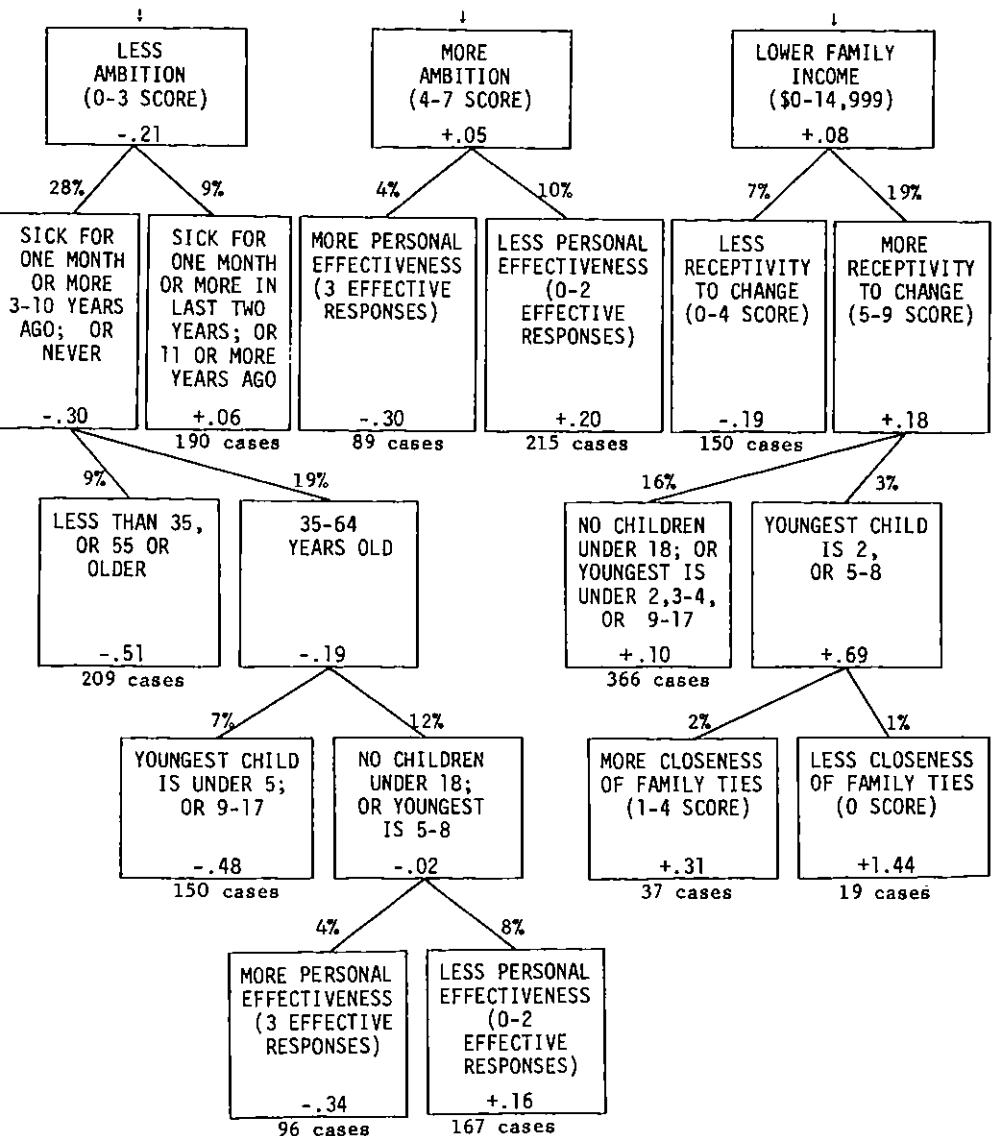 LESS
AMBITION
(0-3 SCORE)
-.21
MORE
AMBITION
(4-7 SCORE)
+.05
LOWER FAMILY
INCOME
($0-14,999)
+.08
28%
9%
4%
10%
7%
19%
SICK FOR
ONE MONTH
OR MORE
3-10 YEARS
AGO; OR
NEVER
-.30
SICK FOR
ONE MONTH
OR MORE IN
LAST TWO
YEARS; OR
11 OR MORE
YEARS AGO
+.06
190 cases
MORE PERSONAL
EFFECTIVENESS
(3 EFFECTIVE
RESPONSES)
-.30
89 cases
LESS PERSONAL
EFFECTIVENESS
(0-2
EFFECTIVE
RESPONSES)
+.20
215 cases
LESS
RECEPTIVITY
TO CHANGE
(0-4 SCORE)
-.19
150 cases
MORE
RECEPTIVITY
TO CHANGE
(5-9 SCORE)
+.18
9%
19%
16%
3%
LESS THAN 35,
OR 55 OR
OLDER
-.51
209 cases
35-64
YEARS OLD
-.19
NO CHILDREN
UNDER 18; OR
YOUNGEST IS
UNDER 2,3-4,
OR 9-17
+.10
366 cases
YOUNGEST CHILD
IS 2,
OR 5-8
+.69
7%
12%
2%
1%
YOUNGEST CHILD
IS UNDER 5;
OR 9-17
-.48
150 cases
NO CHILDREN
UNDER 18;
OR YOUNGEST
IS 5-8
-.02
MORE CLOSENESS
OF FAMILY TIES
(1-4 SCORE)
+.31
37 cases
LESS CLOSENESS
OF FAMILY TIES
(0 SCORE)
+1.44
19 cases
4%
8%
MORE PERSONAL
EFFECTIVENESS
(3 EFFECTIVE
RESPONSES)
-.34
96 cases
LESS PERSONAL
EFFECTIVENESS
(0-2
EFFECTIVE
RESPONSES)
+.16
167 cases